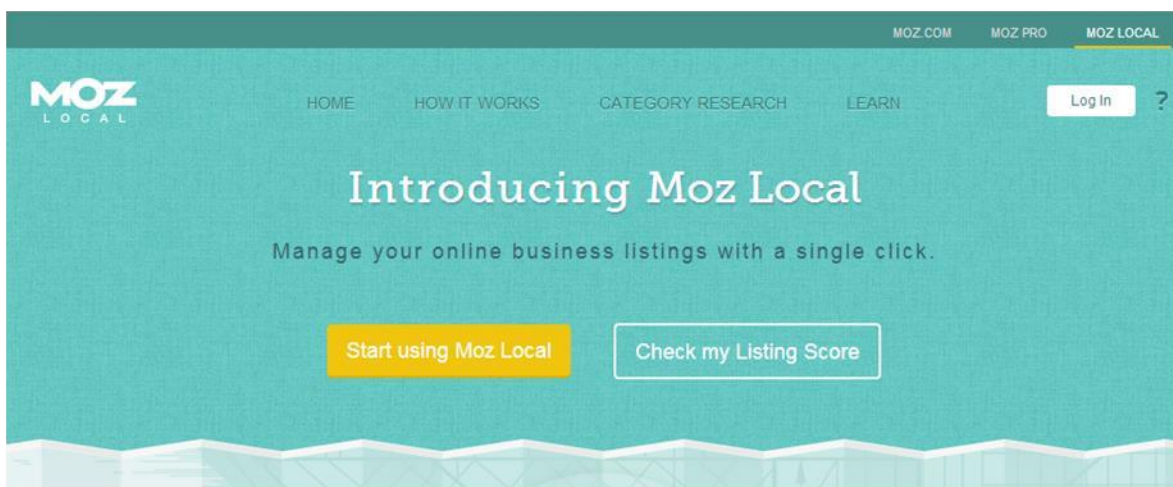 MOZ.COM MOZ PRO MOZ LOCAL
MOZ
LOCAL
HOME HOW IT WORKS CATEGORY RESEARCH LEARN Log In ?
Introducing Moz Local
Manage your online business listings with a single click.
Start using Moz Local Check my Listing Score